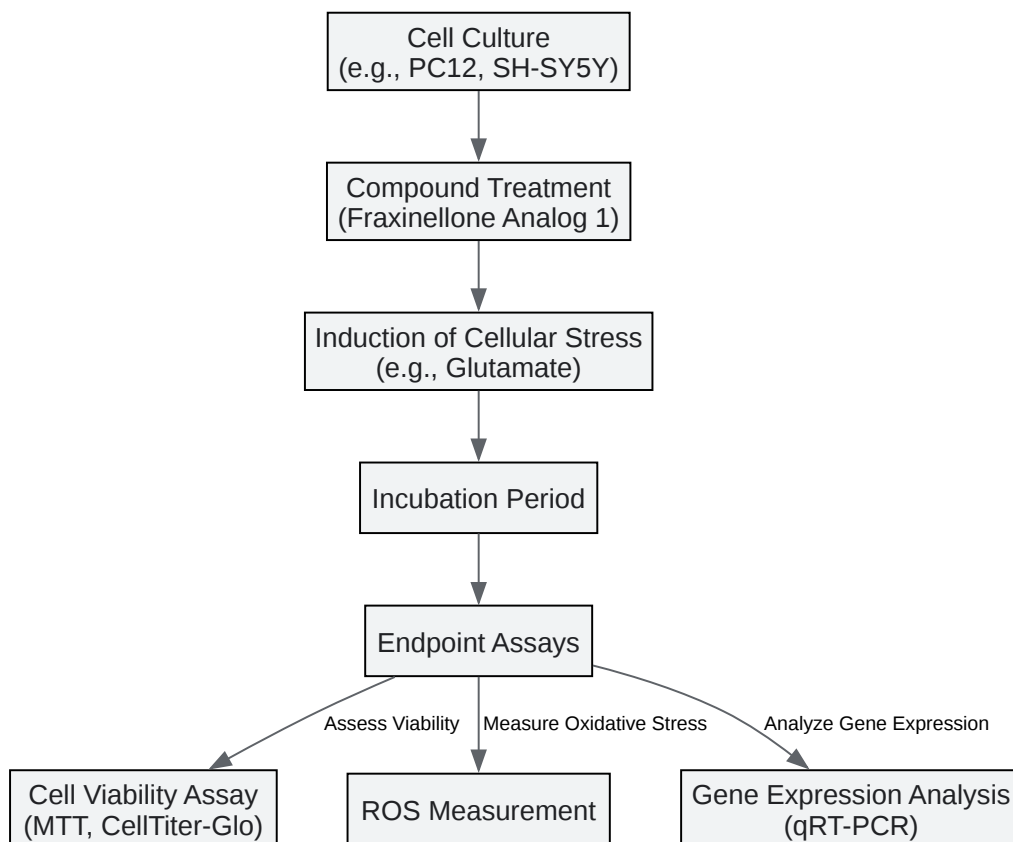 Cell Culture
(e.g., PC12, SH-SY5Y)
Compound Treatment
(Fraxinellone Analog 1)
Induction of Cellular Stress
(e.g., Glutamate)
Incubation Period
Endpoint Assays
Assess Viability
Measure Oxidative Stress
Analyze Gene Expression
Cell Viability Assay
(MTT, CellTiter-Glo)
ROS Measurement
Gene Expression Analysis
(qRT-PCR)